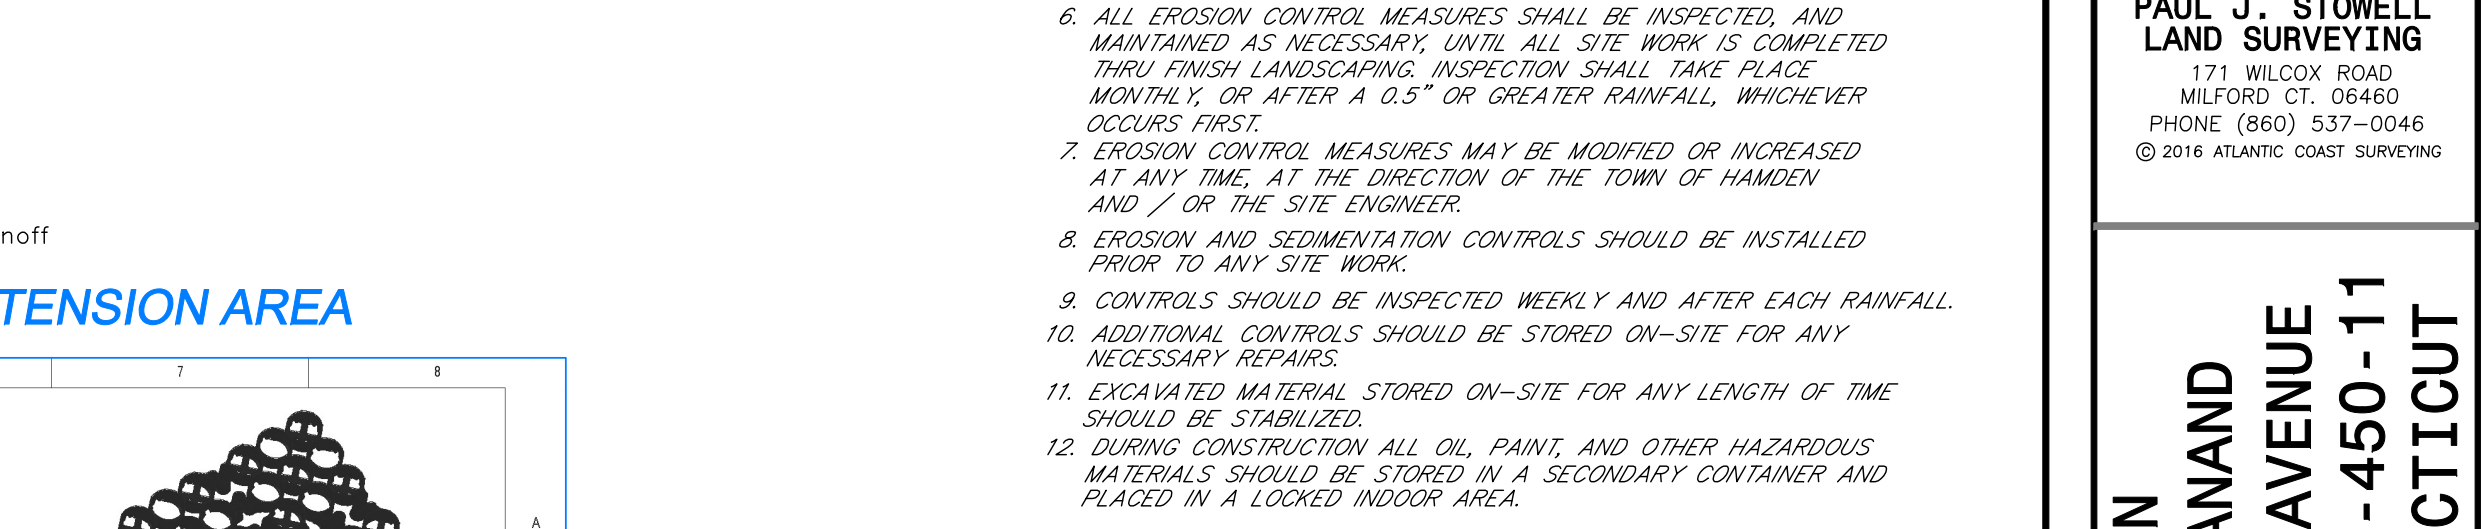 6. ALL EROSION CONTROL MEASURES SHALL BE INSPECTED, AND
MAINTAINED AS NECESSARY, UNTIL ALL SITE WORK IS COMPLETED
THRU FINISH LANDSCAPING. INSPECTION SHALL TAKE PLACE
MONTHLY, OR AFTER A 0.5" OR GREATER RAINFALL, WHICHEVER
OCCURS FIRST.
7. EROSION CONTROL MEASURES MAY BE MODIFIED OR INCREASED
AT ANY TIME, AT THE DIRECTION OF THE TOWN OF HAMDEN
AND / OR THE SITE ENGINEER.
8. EROSION AND SEDIMENTATION CONTROLS SHOULD BE INSTALLED
PRIOR TO ANY SITE WORK.
9. CONTROLS SHOULD BE INSPECTED WEEKLY AND AFTER EACH RAINFALL.
10. ADDITIONAL CONTROLS SHOULD BE STORED ON-SITE FOR ANY
NECESSARY REPAIRS.
11. EXCAVATED MATERIAL STORED ON-SITE FOR ANY LENGTH OF TIME
SHOULD BE STABILIZED.
12. DURING CONSTRUCTION ALL OIL, PAINT, AND OTHER HAZARDOUS
MATERIALS SHOULD BE STORED IN A SECONDARY CONTAINER AND
PLACED IN A LOCKED INDOOR AREA.
noff
TENSION AREA
7
8
A
PAUL J. STOWELL
LAND SURVEYING
171 WILCOX ROAD
MILFORD CT. 06460
PHONE (860) 537-0046
© 2016 ATLANTIC COAST SURVEYING
N
ANAND
AVENUE
-450-11
CTICUT